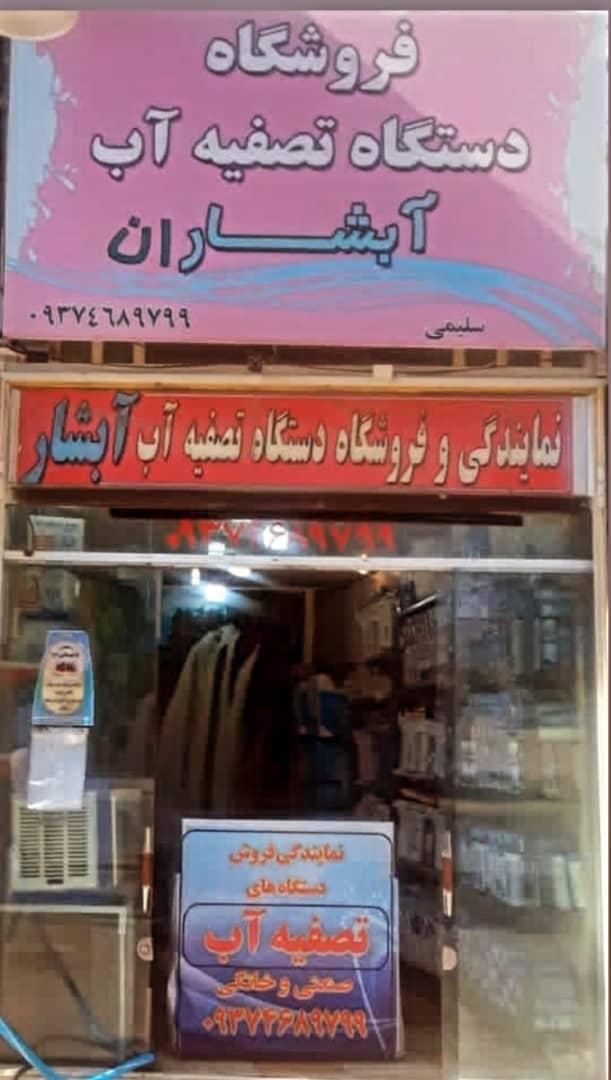 فروشگاه
دستگاه تصفیه آب
آبشاران
۰۹۳۷٤٦۸۹۷۹۹
سلیمی
نمایندگی و فروشگاه دستگاه تصفیه آب آبشار
۰۹۳۷۴۶۸۹۷۹۹
نمایندگی فروش
دستگاه های
تصفیه آب
صنعتی و خانگی
۰۹۳۷۴۶۸۹۷۹۹